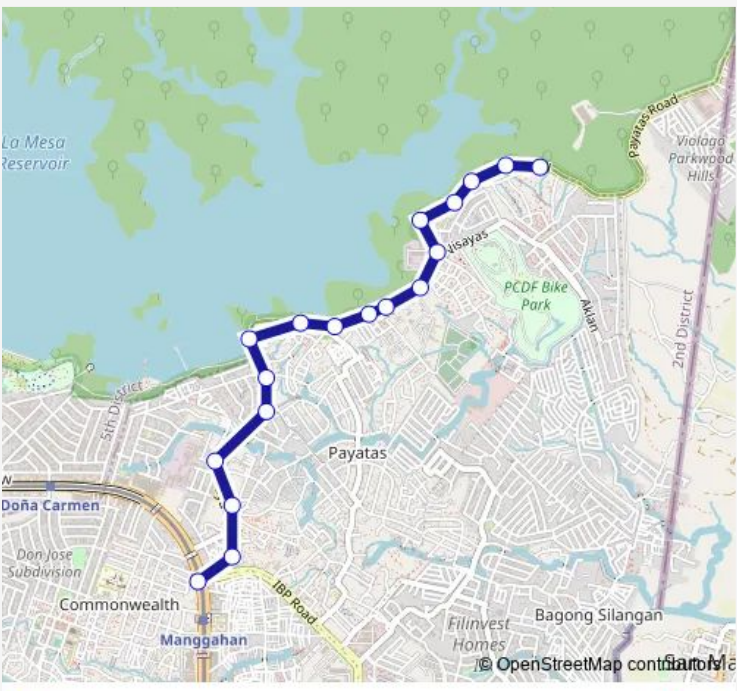 La Mesa
Reservoir
Payatas Road
Violago
Parkwood
Hills
Visayas
PCDF Bike
Park
Aklan
2nd District
5th District
Payatas
Doña Carmen
Don Jose
Subdivision
Commonwealth
IBP Road
Manggahan
Filinvest
Homes
Bagong Silangan
© OpenStreetMap contributors